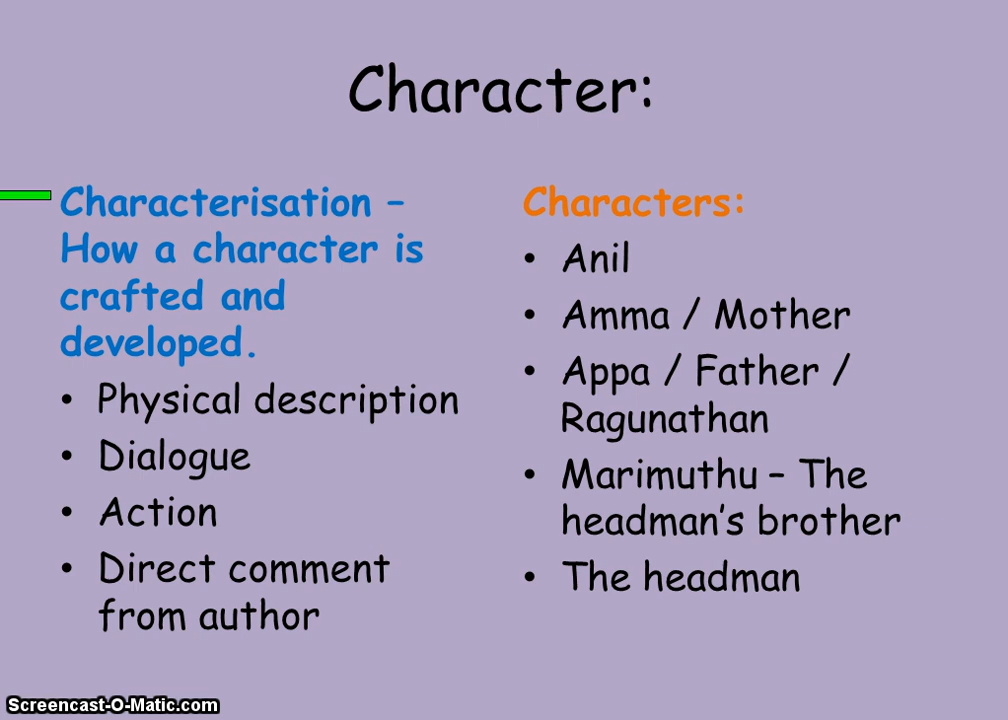 Character:
Characterisation –
How a character is
crafted and
developed.
• Physical description
• Dialogue
• Action
• Direct comment
from author
Characters:
• Anil
• Amma / Mother
• Appa / Father /
Ragunathan
• Marimuthu – The
headman's brother
• The headman
Screencast-O-Matic.com